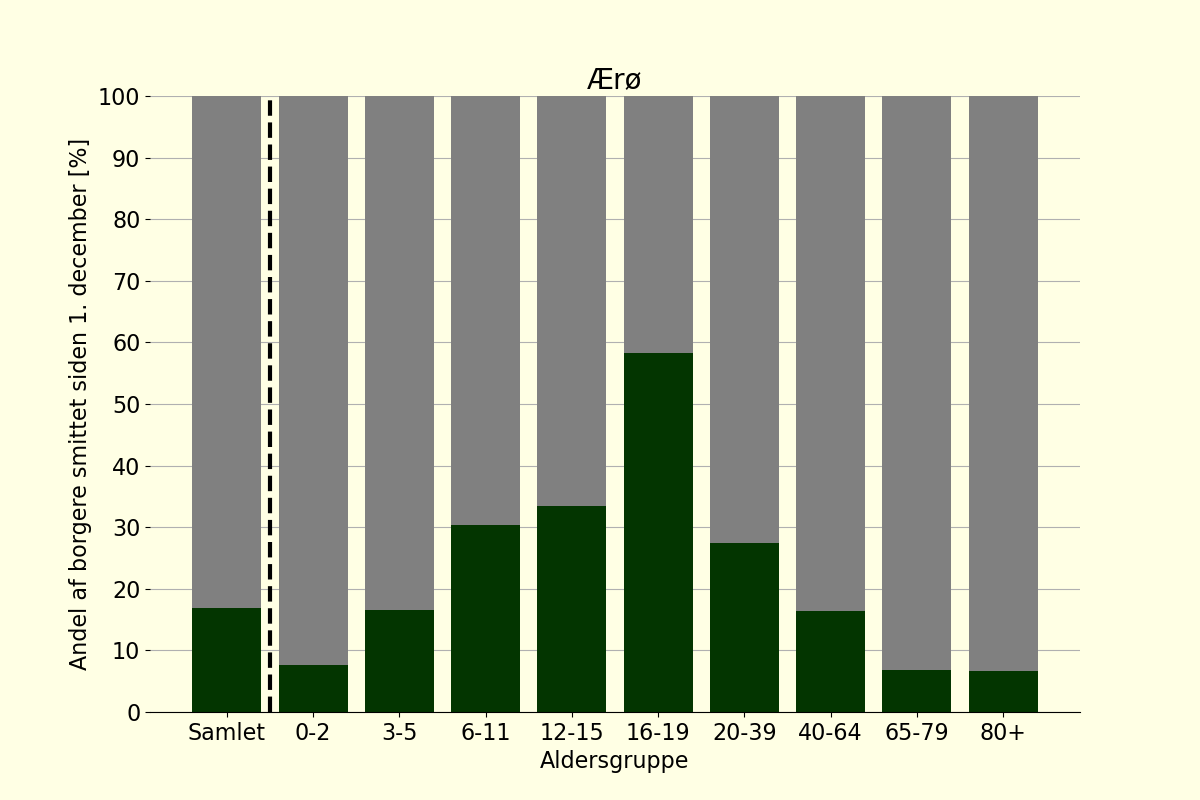 Ærø
Andel af borgere smittet siden 1. december [%]
100
90
80
70
60
50
40
30
20
10
0
Samlet 0-2 3-5 6-11 12-15 16-19 20-39 40-64 65-79 80+
Aldersgruppe